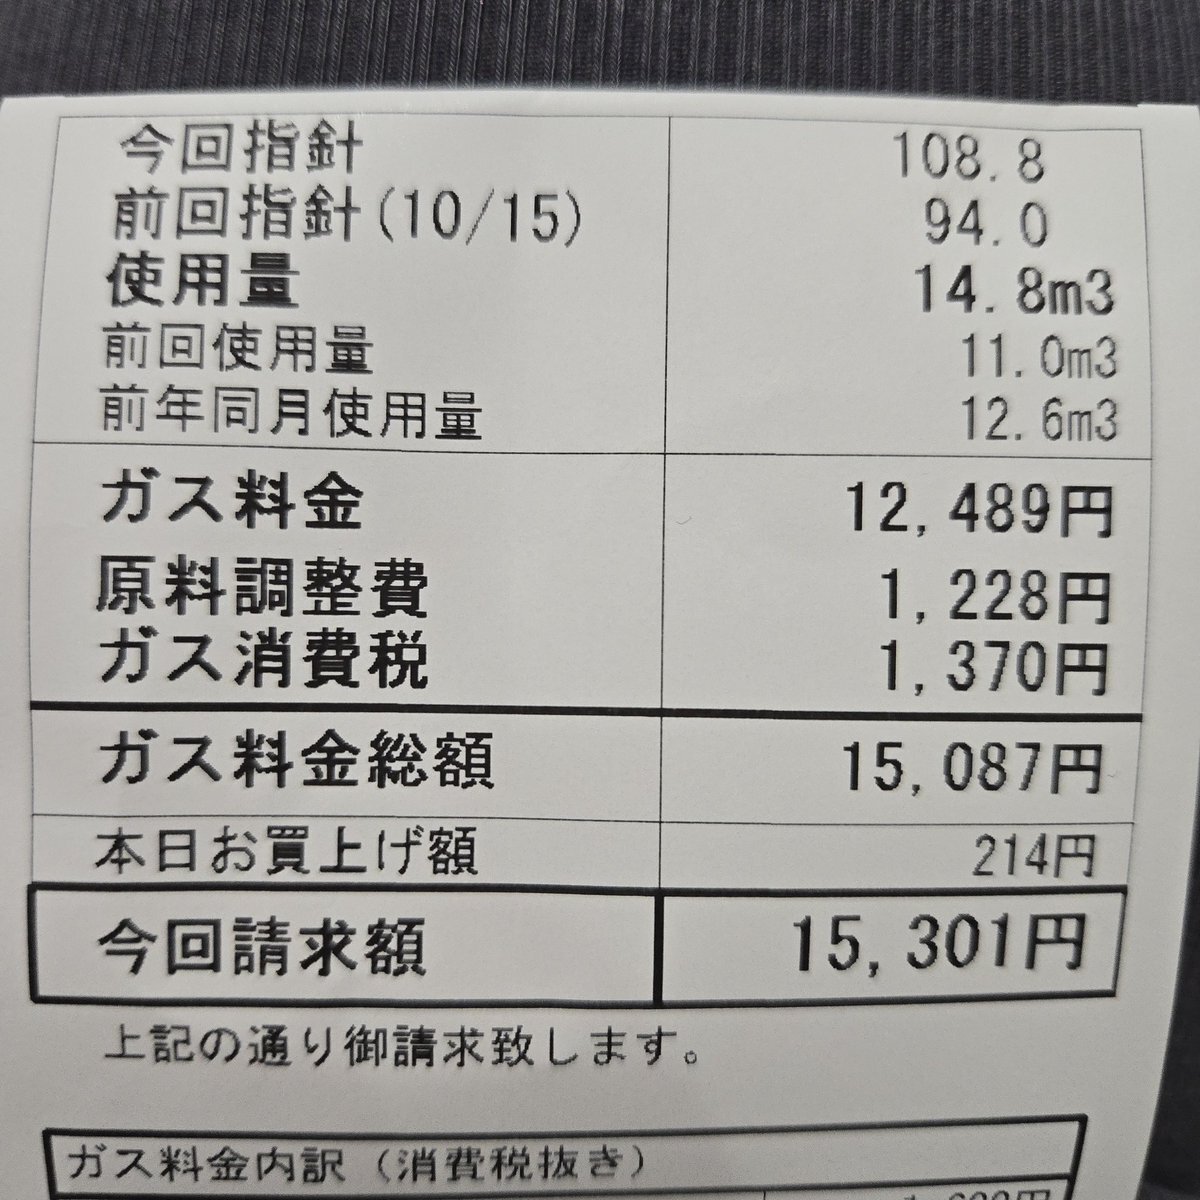 今回指針 108.8
前回指針(10/15) 94.0
使用量 14.8m3
前回使用量 11.0m3
前年同月使用量 12.6m3
ガス料金 12,489円
原料調整費 1,228円
ガス消費税 1,370円
ガス料金総額 15,087円
本日お買上げ額 214円
今回請求額 15,301円
上記の通り御請求致します。
ガス料金内訳(消費税抜き)